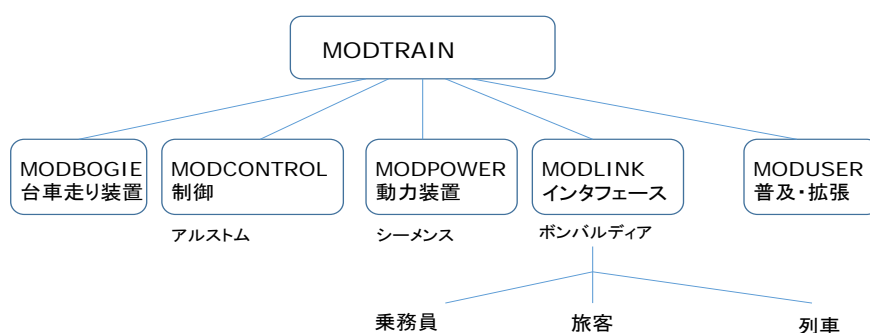 MODTRAIN
MODBOGIE
台車走り装置
MODCONTROL
制御
MODPOWER
動力装置
MODLINK
インタフェース
MODUSER
普及・拡張
アルストム
シーメンス
ボンバルディア
乗務員
旅客
列車